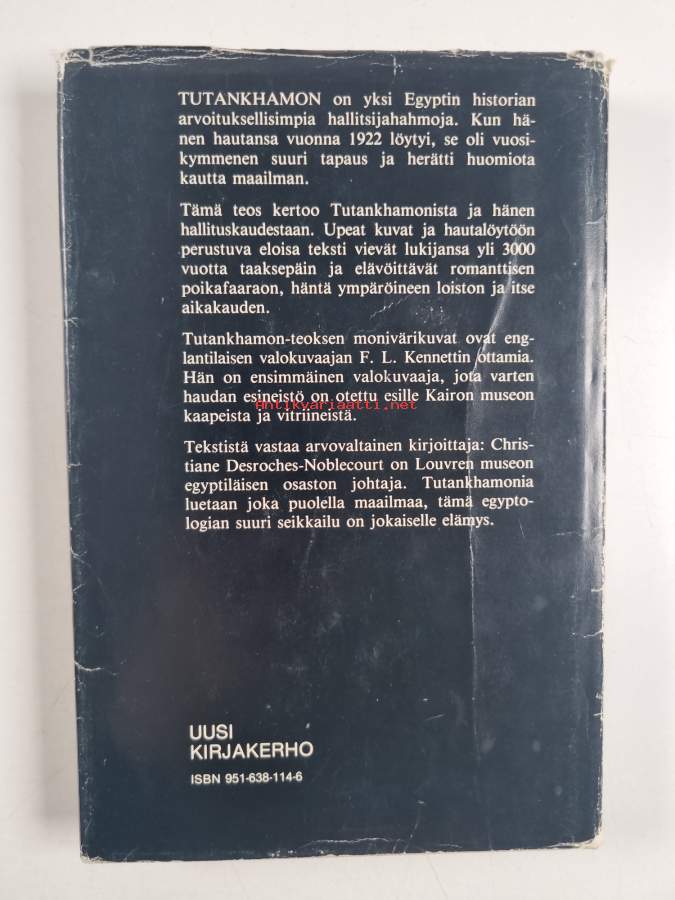 TUTANKHAMON on yksi Egyptin historian
arvoituksellisimpia hallitsijahahmoja. Kun hä-
nen hautansa vuonna 1922 löytyi, se oli vuosi-
kymmenen suuri tapaus ja herätti huomiota
kautta maailman.
Tämä teos kertoo Tutankhamonista ja hänen
hallituskaudestaan. Upeat kuvat ja hautalöytöön
perustuva eloisa teksti vievät lukijansa yli 3000
vuotta taaksepäin ja elävöittävät romanttisen
poikafaaraon, häntä ympäröineen loiston ja itse
aikakauden.
Tutankhamon-teoksen monivärikuvat ovat eng-
lantilaisen valokuvaajan F. L. Kennettin ottamia.
Hän on ensimmäinen valokuvaaja, jota varten
haudan esineistö on otettu esille Kairon museon
Antikvariaatti.net
kaapeista ja vitriineistä.
Tekstistä vastaa arvovaltainen kirjoittaja: Chris-
tiane Desroches-Noblecourt on Louvren museon
egyptiläisen osaston johtaja. Tutankhamonia
luetaan joka puolella maailmaa, tämä egypto-
logian suuri seikkailu on jokaiselle elämys.
UUSI
KIRJAKERHO
ISBN 951-638-114-6